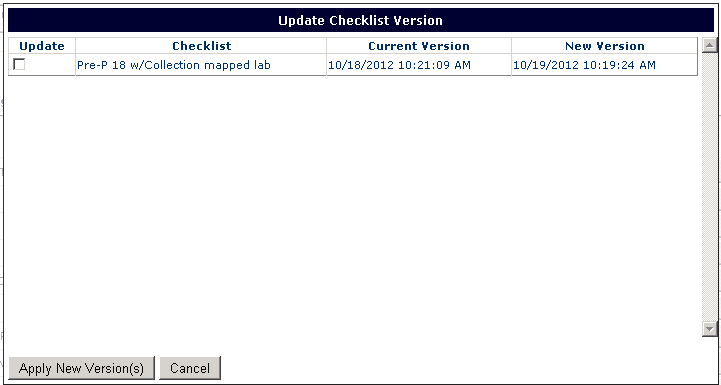 Update Checklist Version
Update Checklist Current Version New Version
Pre-P 18 w/Collection mapped lab 10/18/2012 10:21:09 AM 10/19/2012 10:19:24 AM
Apply New Version(s) Cancel